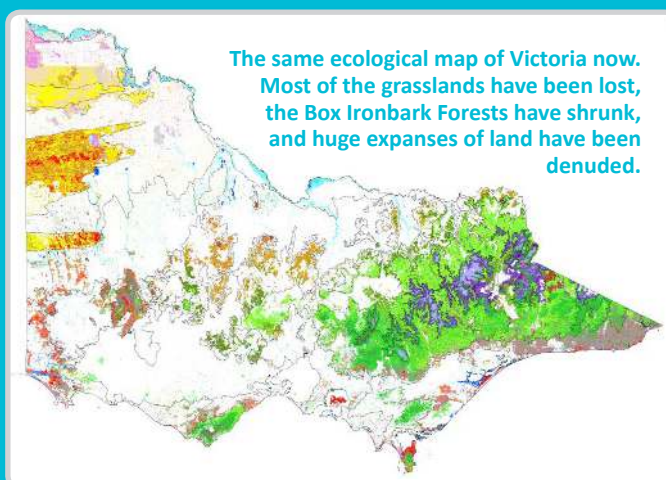 The same ecological map of Victoria now.
Most of the grasslands have been lost,
the Box Ironbark Forests have shrunk,
and huge expanses of land have been
denuded.